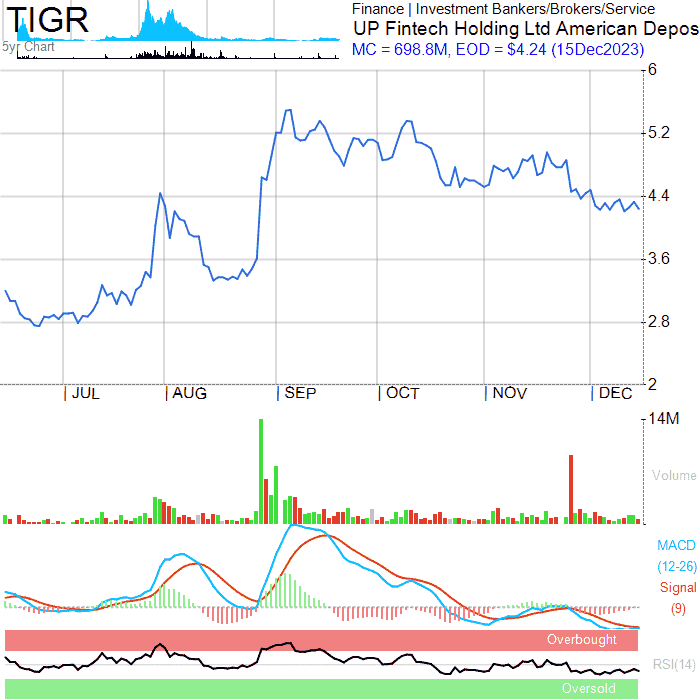 TIGR
5yr Chart
Finance | Investment Bankers/Brokers/Service
UP Fintech Holding Ltd American Depos
MC = 698.8M, EOD = $4.24 (15Dec2023)
6
5.2
4.4
3.6
2.8
2
JUL AUG SEP OCT NOV DEC
14M
Volume
MACD
(12-26)
Signal
(9)
Overbought
RSI(14)
Oversold